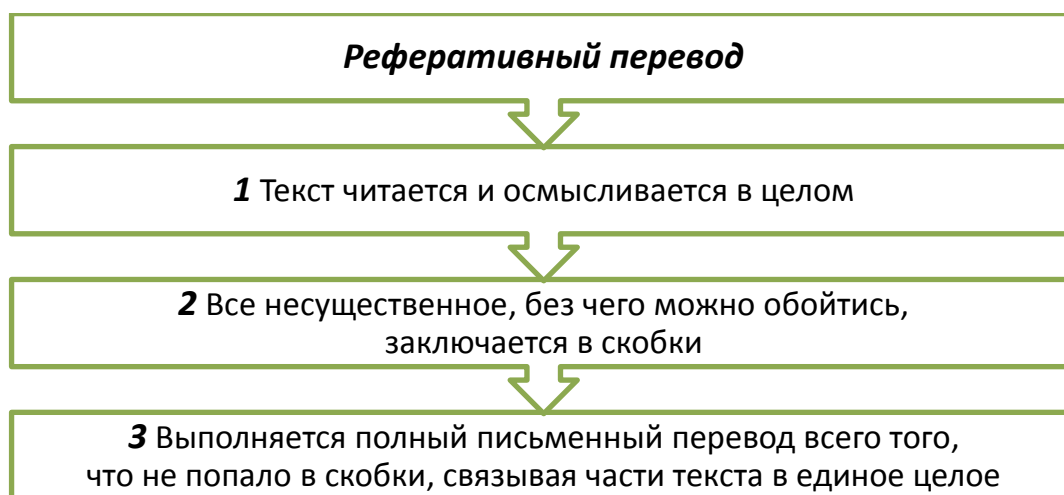 Реферативный перевод
1 Текст читается и осмысливается в целом
2 Все несущественное, без чего можно обойтись,
заключается в скобки
3 Выполняется полный письменный перевод всего того,
что не попало в скобки, связывая части текста в единое целое